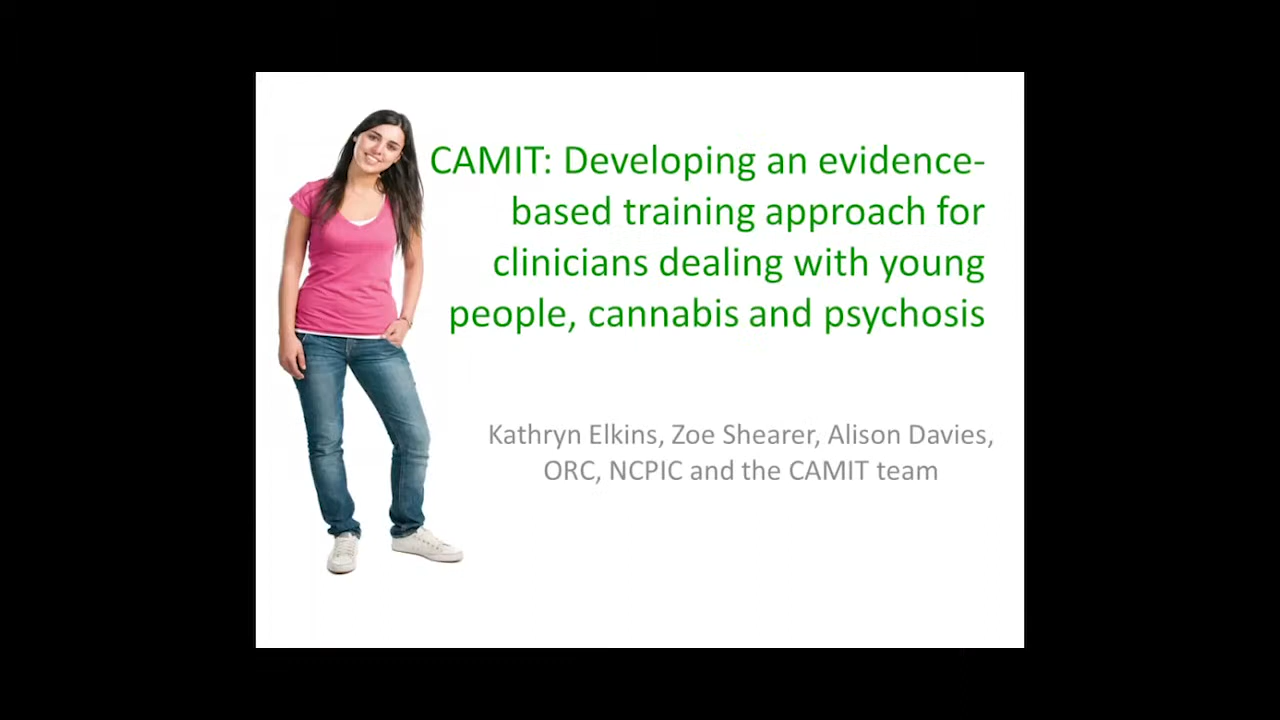 CAMIT: Developing an evidence-
based training approach for
clinicians dealing with young
people, cannabis and psychosis
Kathryn Elkins, Zoe Shearer, Alison Davies,
ORC, NCPIC and the CAMIT team